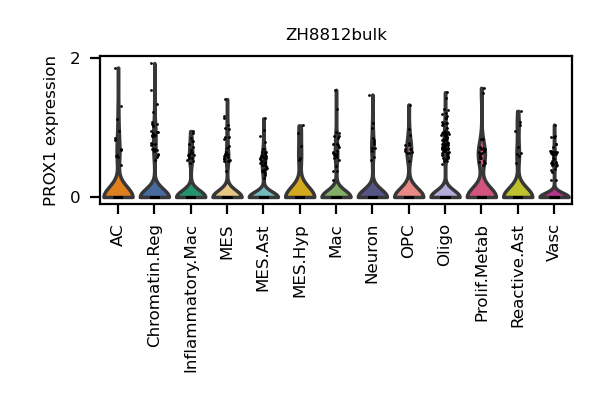 ZH8812bulk
PROX1 expression
2
0
AC
Chromatin.Reg
Inflammatory.Mac
MES
MES.Ast
MES.Hyp
Mac
Neuron
OPC
Oligo
Prolif.Metab
Reactive.Ast
Vasc